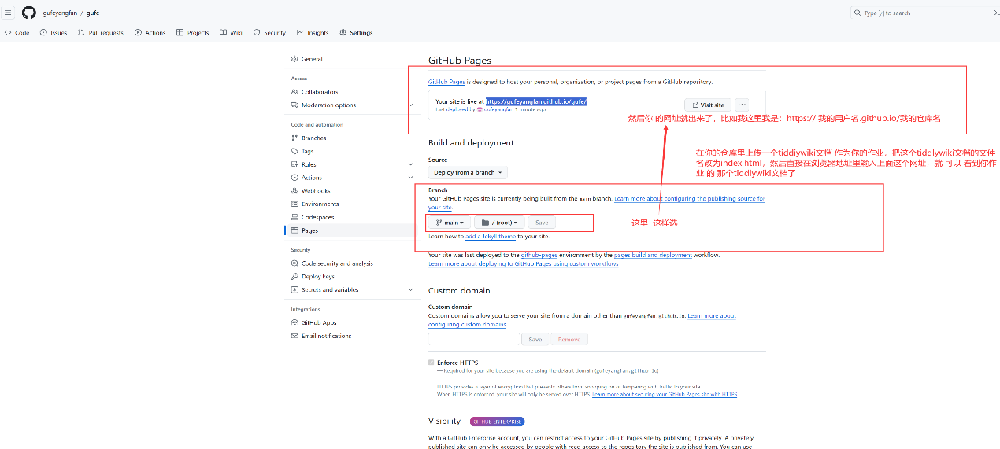 gufeyangfan / gufe
Type / to search
Code Issues Pull requests Actions Projects Wiki Security Insights Settings
General
Access
Collaborators
Moderation options
Code and automation
Branches
Tags
Rules
Actions
Webhooks
Environments
Codespaces
Pages
Security
Code security and analysis
Deploy keys
Secrets and variables
Integrations
GitHub Apps
Email notifications
GitHub Pages
GitHub Pages is designed to host your personal, organization, or project pages from a GitHub repository.
Your site is live at https://gufeyangfan.github.io/gufe/
Last deployed by gufeyangfan 1 minute ago
Visit site
然后你 的网址就出来了，比如我这里我是：https:// 我的用户名.github.io/我的仓库名
Build and deployment
在你的仓库里上传一个tiddiywiki文档 作为你的作业，把这个tiddlywiki文档的文件
名改为index.html，然后直接在浏览器地址里输入上面这个网址，就 可以 看到你作
业 的 那个tiddlywiki文档了
Source
Deploy from a branch
Branch
Your GitHub Pages site is currently being built from the main branch. Learn more about configuring the publishing source for
your site.
main / (root) Save
这里 这样选
Learn how to add a Jekyll theme to your site.
Your site was last deployed to the github-pages environment by the pages build and deployment workflow.
Learn more about deploying to GitHub Pages using custom workflows
Custom domain
Custom domain
Custom domains allow you to serve your site from a domain other than gufeyangfan.github.io. Learn more about
configuring custom domains.
Save Remove
Enforce HTTPS
— Required for your site because you are using the default domain (gufeyangfan.github.io)
HTTPS provides a layer of encryption that prevents others from snooping on or tampering with traffic to your site.
When HTTPS is enforced, your site will only be served over HTTPS. Learn more about securing your GitHub Pages site with HTTPS.
Visibility GITHUB ENTERPRISE
With a GitHub Enterprise account, you can restrict access to your GitHub Pages site by publishing it privately. A privately
published site can only be accessed by people with read access to the repository the site is published from. You can use